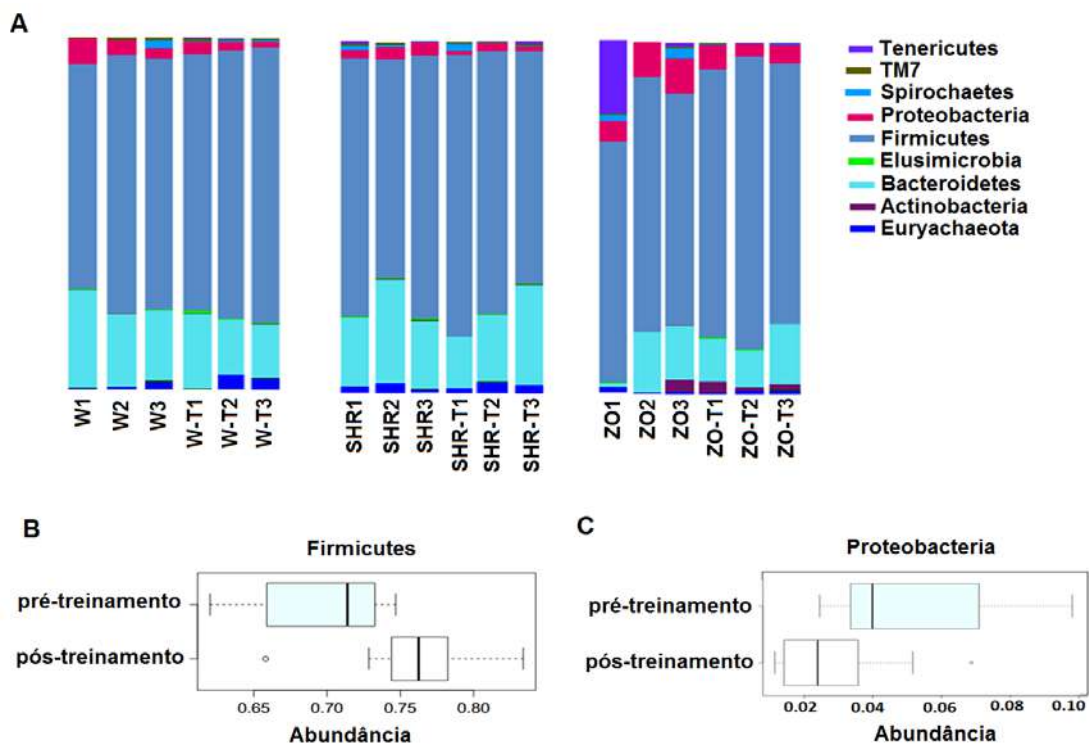 A
Tenericutes
TM7
Spirochaetes
Proteobacteria
Firmicutes
Elusimicrobia
Bacteroidetes
Actinobacteria
Euryachaeota
W1
W2
W3
W-T1
W-T2
W-T3
SHR1
SHR2
SHR3
SHR-T1
SHR-T2
SHR-T3
ZO1
ZO2
ZO3
ZO-T1
ZO-T2
ZO-T3
B
Firmicutes
pré-treinamento
pós-treinamento
0.65 0.70 0.75 0.80
Abundância
C
Proteobacteria
pré-treinamento
pós-treinamento
0.02 0.04 0.06 0.08 0.10
Abundância